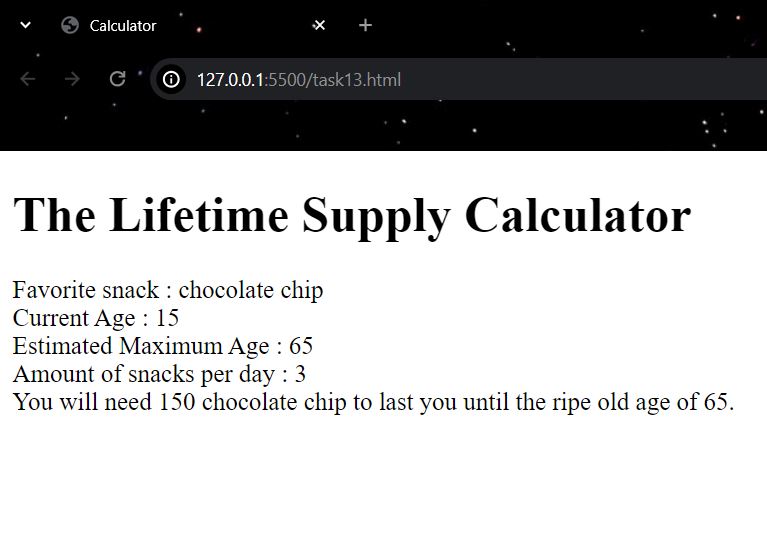 Calculator
127.0.0.1:5500/task13.html
The Lifetime Supply Calculator
Favorite snack : chocolate chip
Current Age : 15
Estimated Maximum Age : 65
Amount of snacks per day : 3
You will need 150 chocolate chip to last you until the ripe old age of 65.